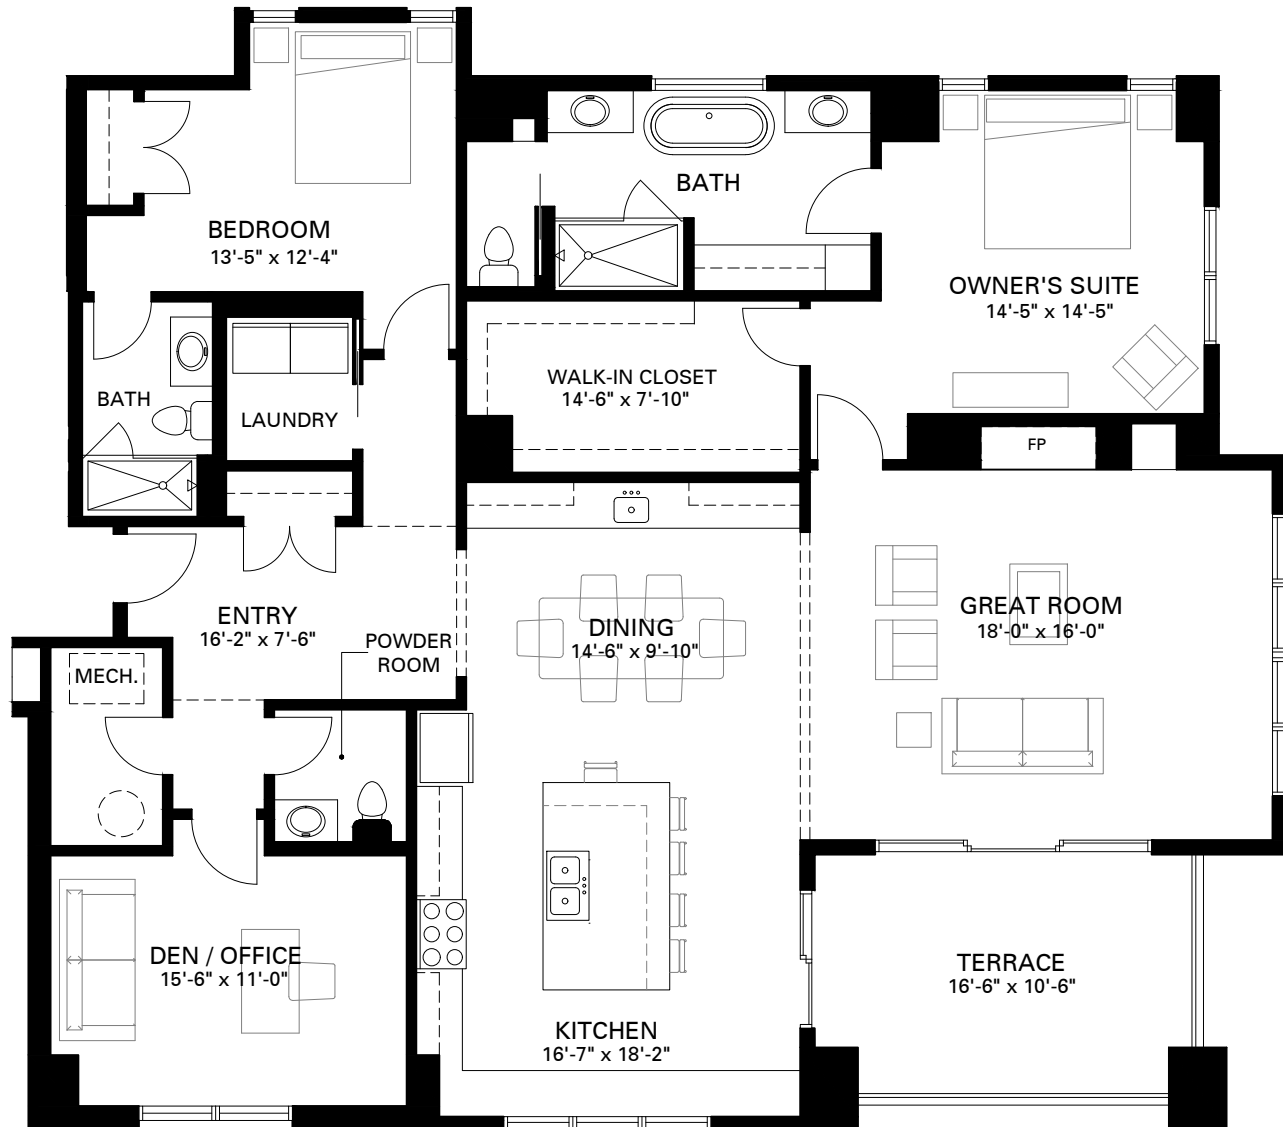 BATH
BEDROOM
13'-5" x 12'-4"
OWNER'S SUITE
14'-5" x 14'-5"
WALK-IN CLOSET
14'-6" x 7'-10"
BATH
LAUNDRY
FP
ENTRY
16'-2" x 7'-6"
POWDER
ROOM
DINING
14'-6" x 9'-10"
GREAT ROOM
18'-0" x 16'-0"
MECH.
DEN / OFFICE
15'-6" x 11'-0"
TERRACE
16'-6" x 10'-6"
KITCHEN
16'-7" x 18'-2"